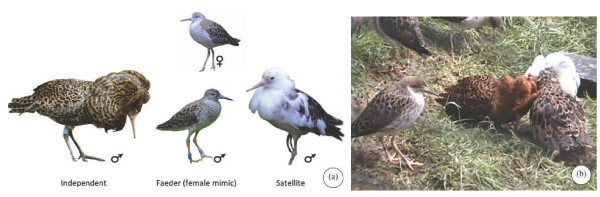 ♀
♂ ♂ ♂
Independent Faeder (female mimic) Satellite (a)
(b)